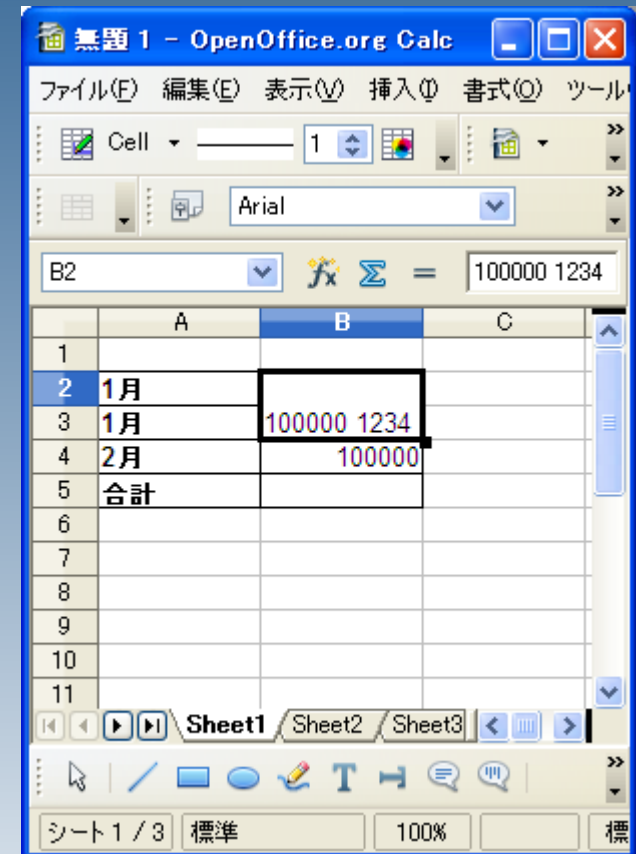 無題 1 - OpenOffice.org Calc
ファイル(F) 編集(E) 表示(V) 挿入(I) 書式(O) ツール
Cell 1
Arial
B2 100000 1234
A B C
1
2 1月
3 1月 100000 1234
4 2月 100000
5 合計
6
7
8
9
10
11
Sheet1 Sheet2 Sheet3
T
シート 1 / 3 標準 100% 標